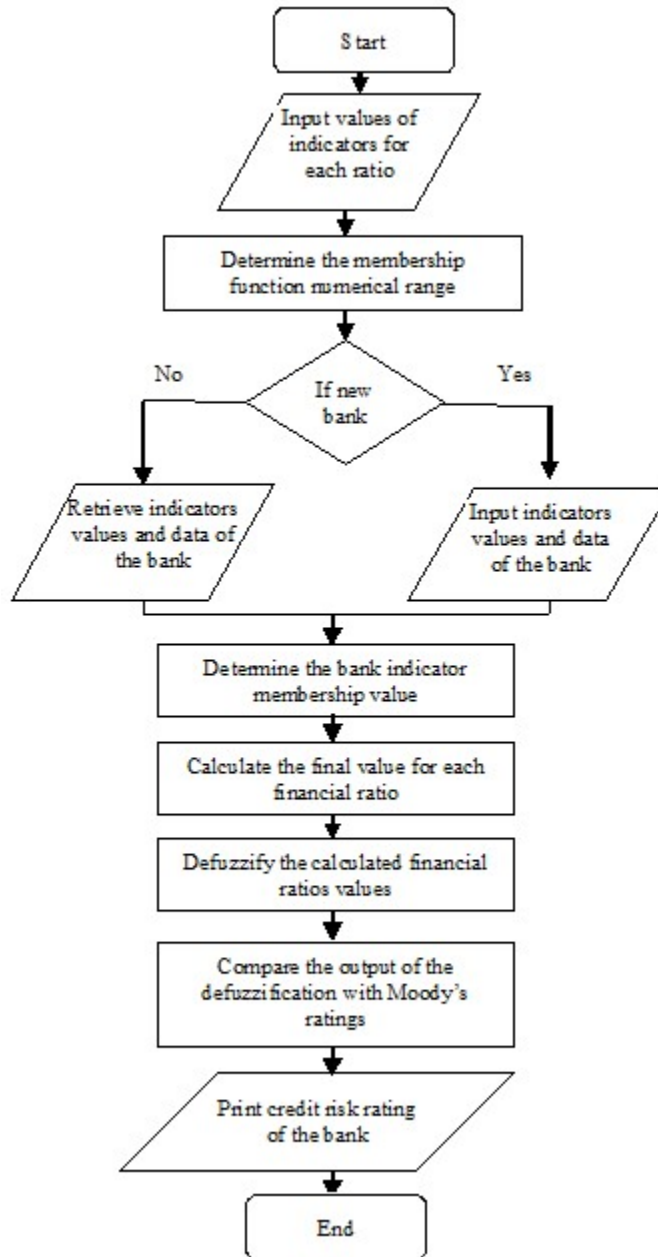 Start
Input values of
indicators for
each ratio
Determine the membership
function numerical range
If new
bank
No
Yes
Retrieve indicators
values and data of
the bank
Input indicators
values and data
of the bank
Determine the bank indicator
membership value
Calculate the final value for each
financial ratio
Defuzzify the calculated financial
ratios values
Compare the output of the
defuzzification with Moody’s
ratings
Print credit risk rating
of the bank
End